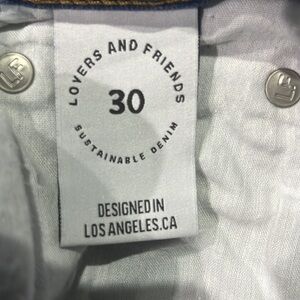 LOVERS AND FRIENDS
30
SUSTAINABLE DENIM
DESIGNED IN
LOS ANGELES.CA